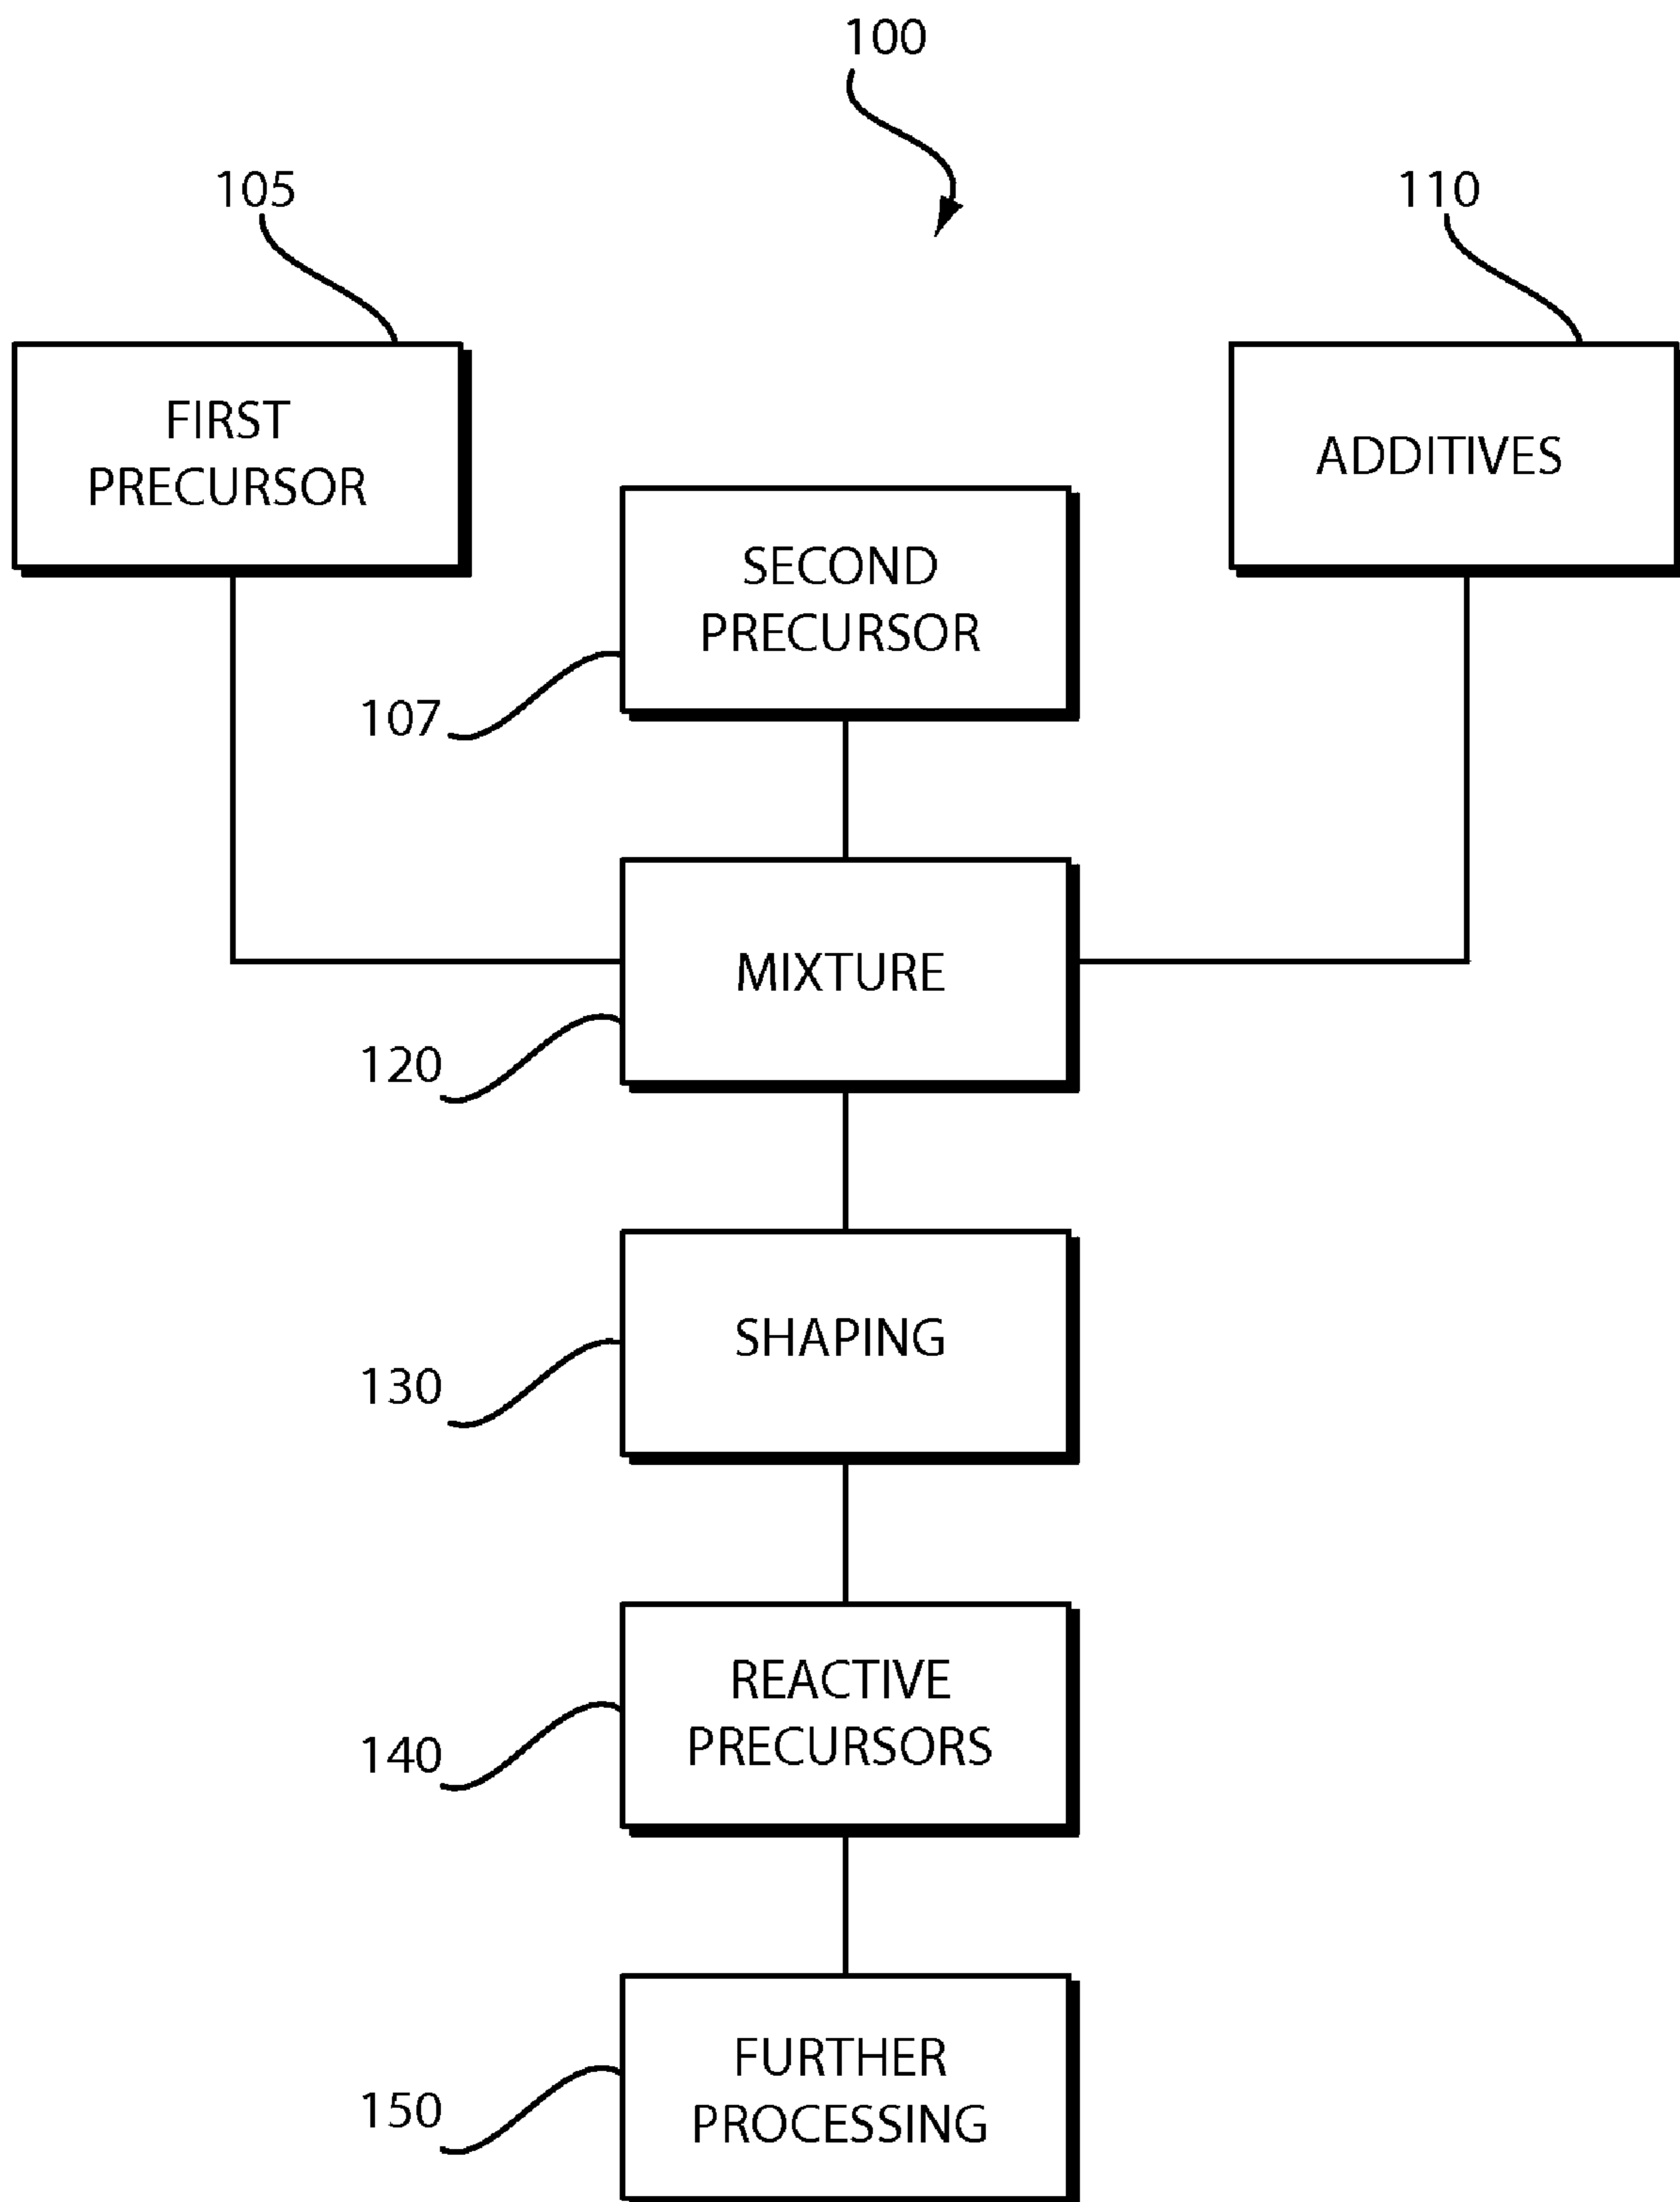 100
105
110
FIRST
PRECURSOR
ADDITIVES
SECOND
PRECURSOR
107
MIXTURE
120
SHAPING
130
REACTIVE
PRECURSORS
140
FURTHER
PROCESSING
150